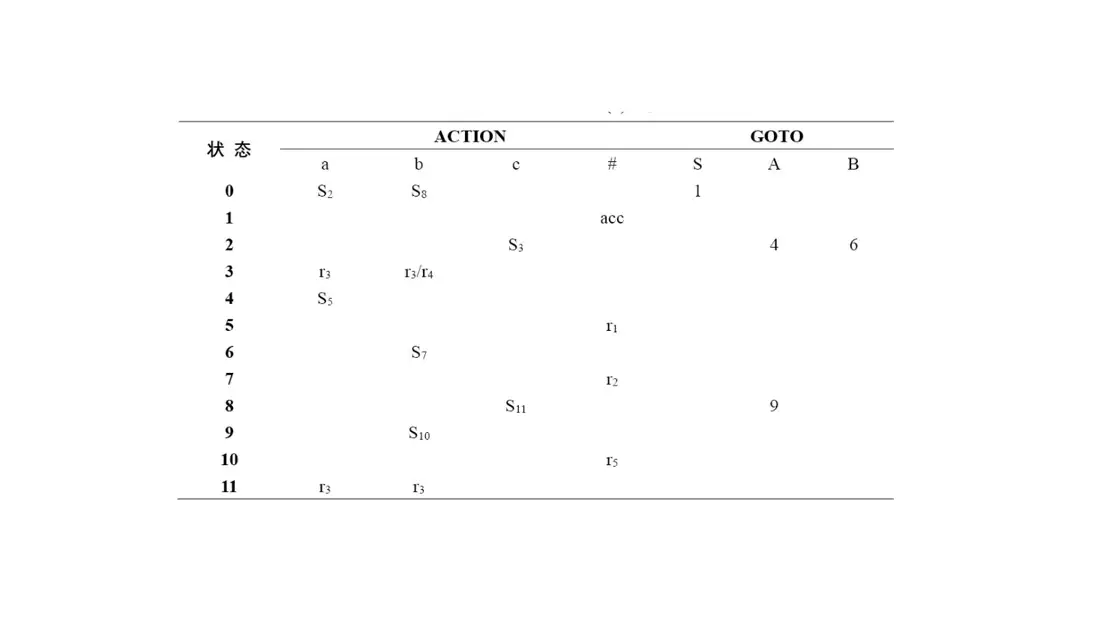 ACTION GOTO
状 态
a b c # S A B
0 S2 S8 1
1 acc
2 S3 4 6
3 r3 r3/r4
4 S5
5 r1
6 S7
7 r2
8 S11 9
9 S10
10 r5
11 r3 r3